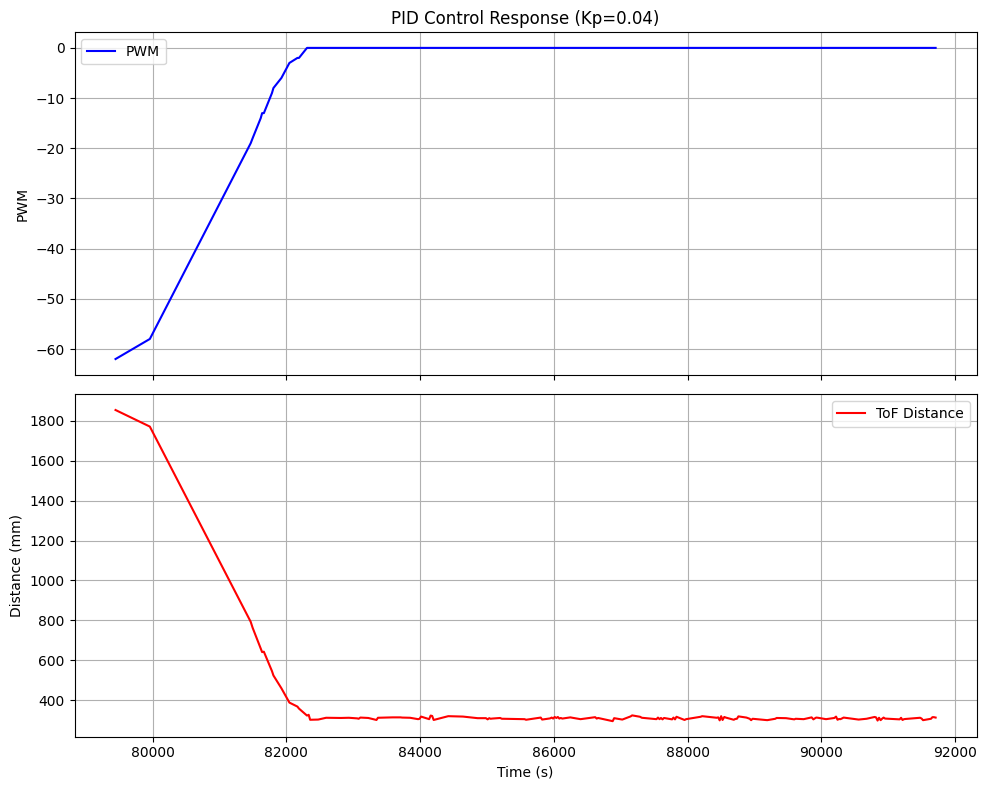 PID Control Response (Kp=0.04)
PWM
0
−10
−20
−30
−40
−50
−60
PWM
ToF Distance
1800
1600
1400
1200
1000
800
600
400
Distance (mm)
80000 82000 84000 86000 88000 90000 92000
Time (s)